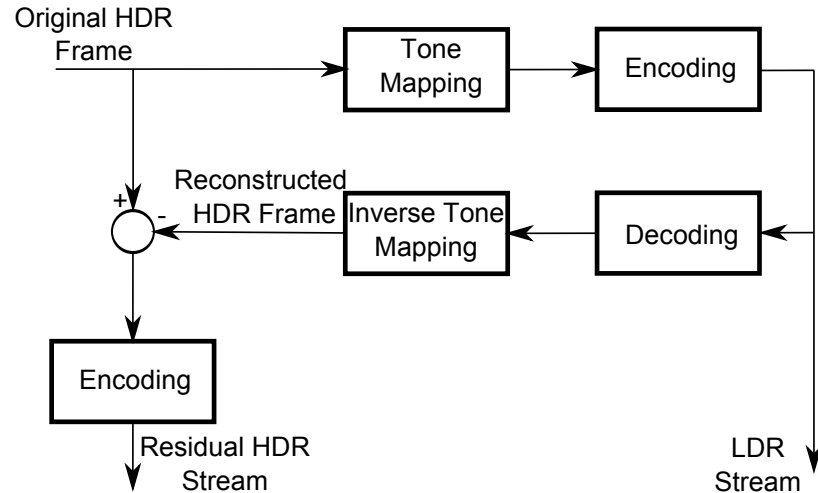 Original HDR
Frame
Tone
Mapping
Encoding
Reconstructed
HDR Frame
+
-
Inverse Tone
Mapping
Decoding
Encoding
Residual HDR
Stream
LDR
Stream